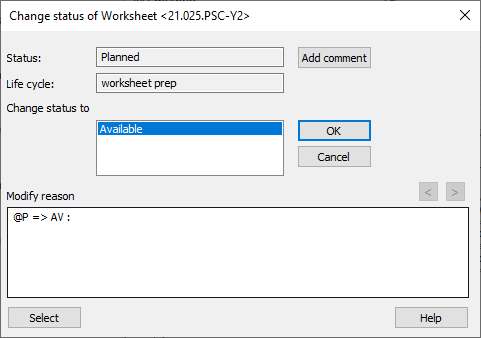 Change status of Worksheet <21.025.PSC-Y2>
Status:
Planned
Add comment
Life cycle:
worksheet prep
Change status to
Available
OK
Cancel
< >
Modify reason
@P => AV :
Select
Help